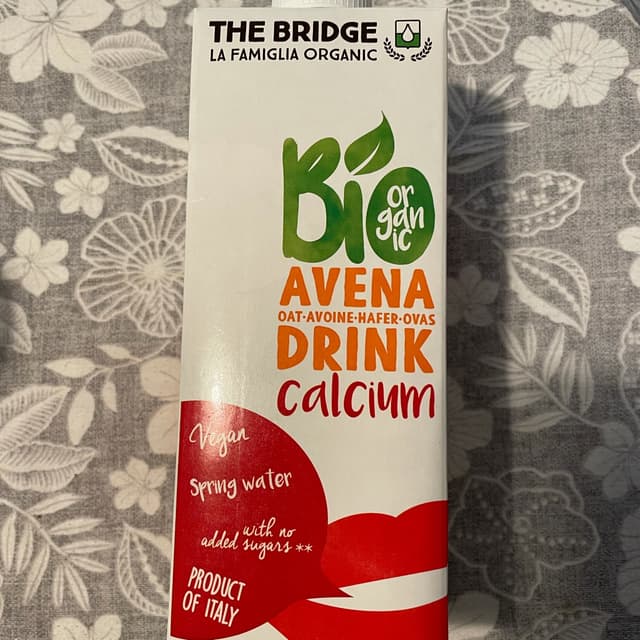 THE BRIDGE
LA FAMIGLIA ORGANIC
Bio
or
gan
ic
AVENA
OAT·AVOINE·HAFER·OVAS
DRINK
calcium
Vegan
Spring water
with no
added sugars **
PRODUCT
OF ITALY